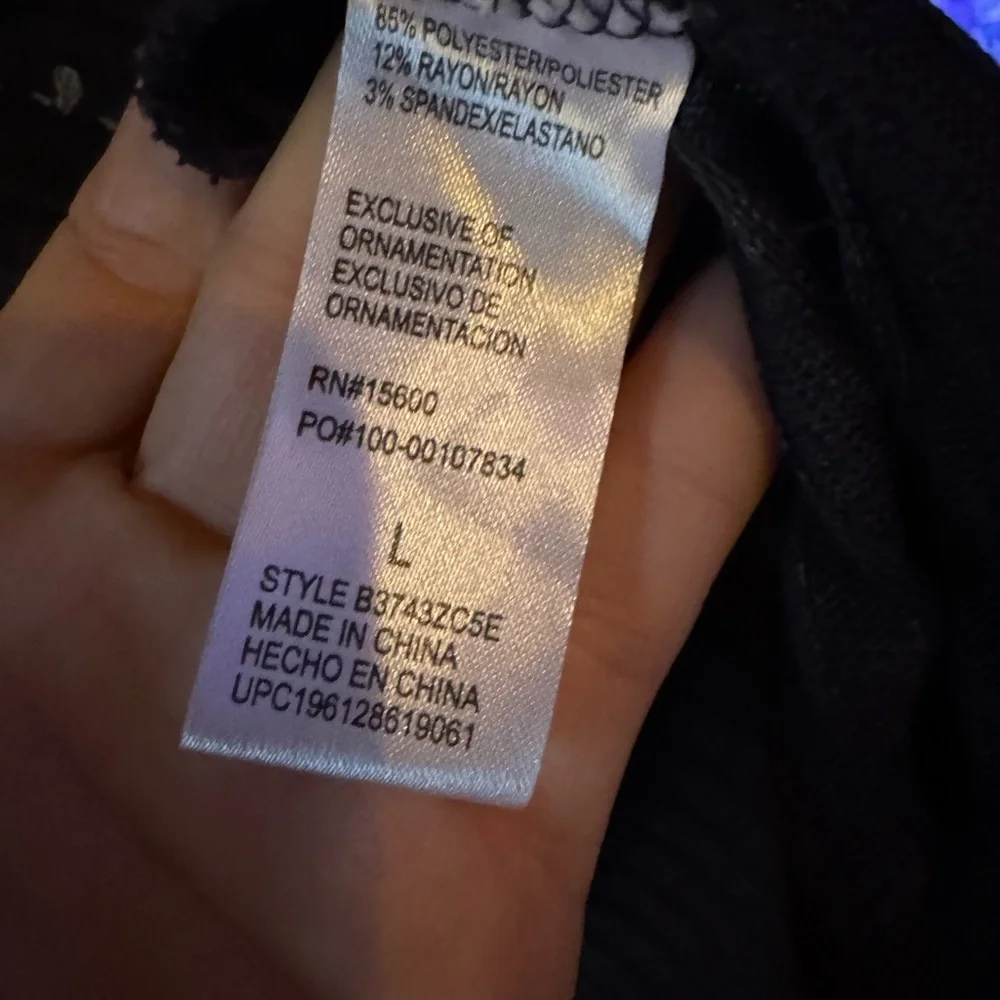 85% POLYESTER/POLIESTER
12% RAYON/RAYON
3% SPANDEX/ELASTANO
EXCLUSIVE OF
ORNAMENTATION
EXCLUSIVO DE
ORNAMENTACION
RN#15600
PO#100-00107834
L
STYLE B3743ZC5E
MADE IN CHINA
HECHO EN CHINA
UPC196128619061